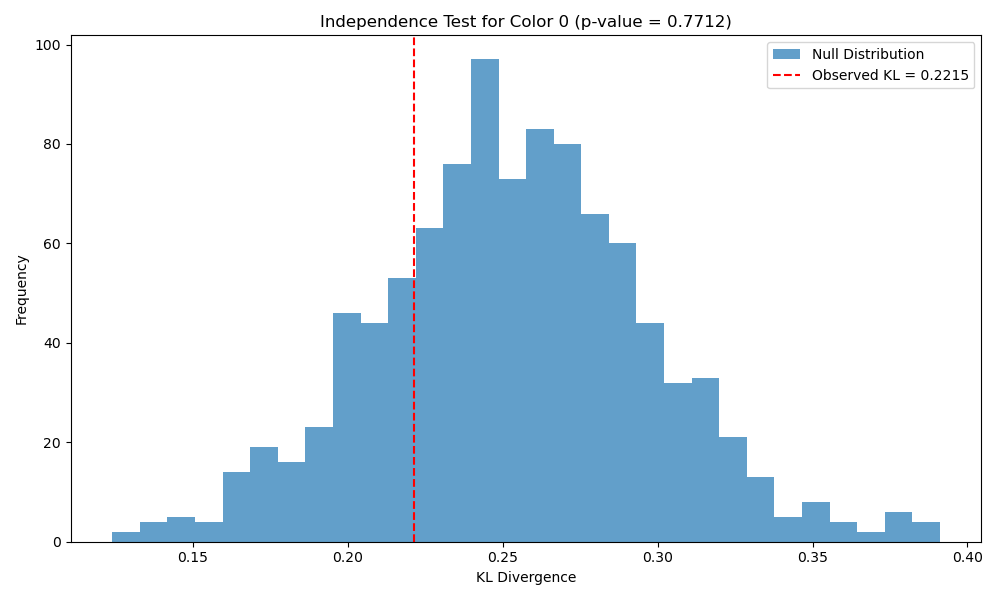 Independence Test for Color 0 (p-value = 0.7712)
Null Distribution
Observed KL = 0.2215
Frequency
100
80
60
40
20
0
0.15 0.20 0.25 0.30 0.35 0.40
KL Divergence